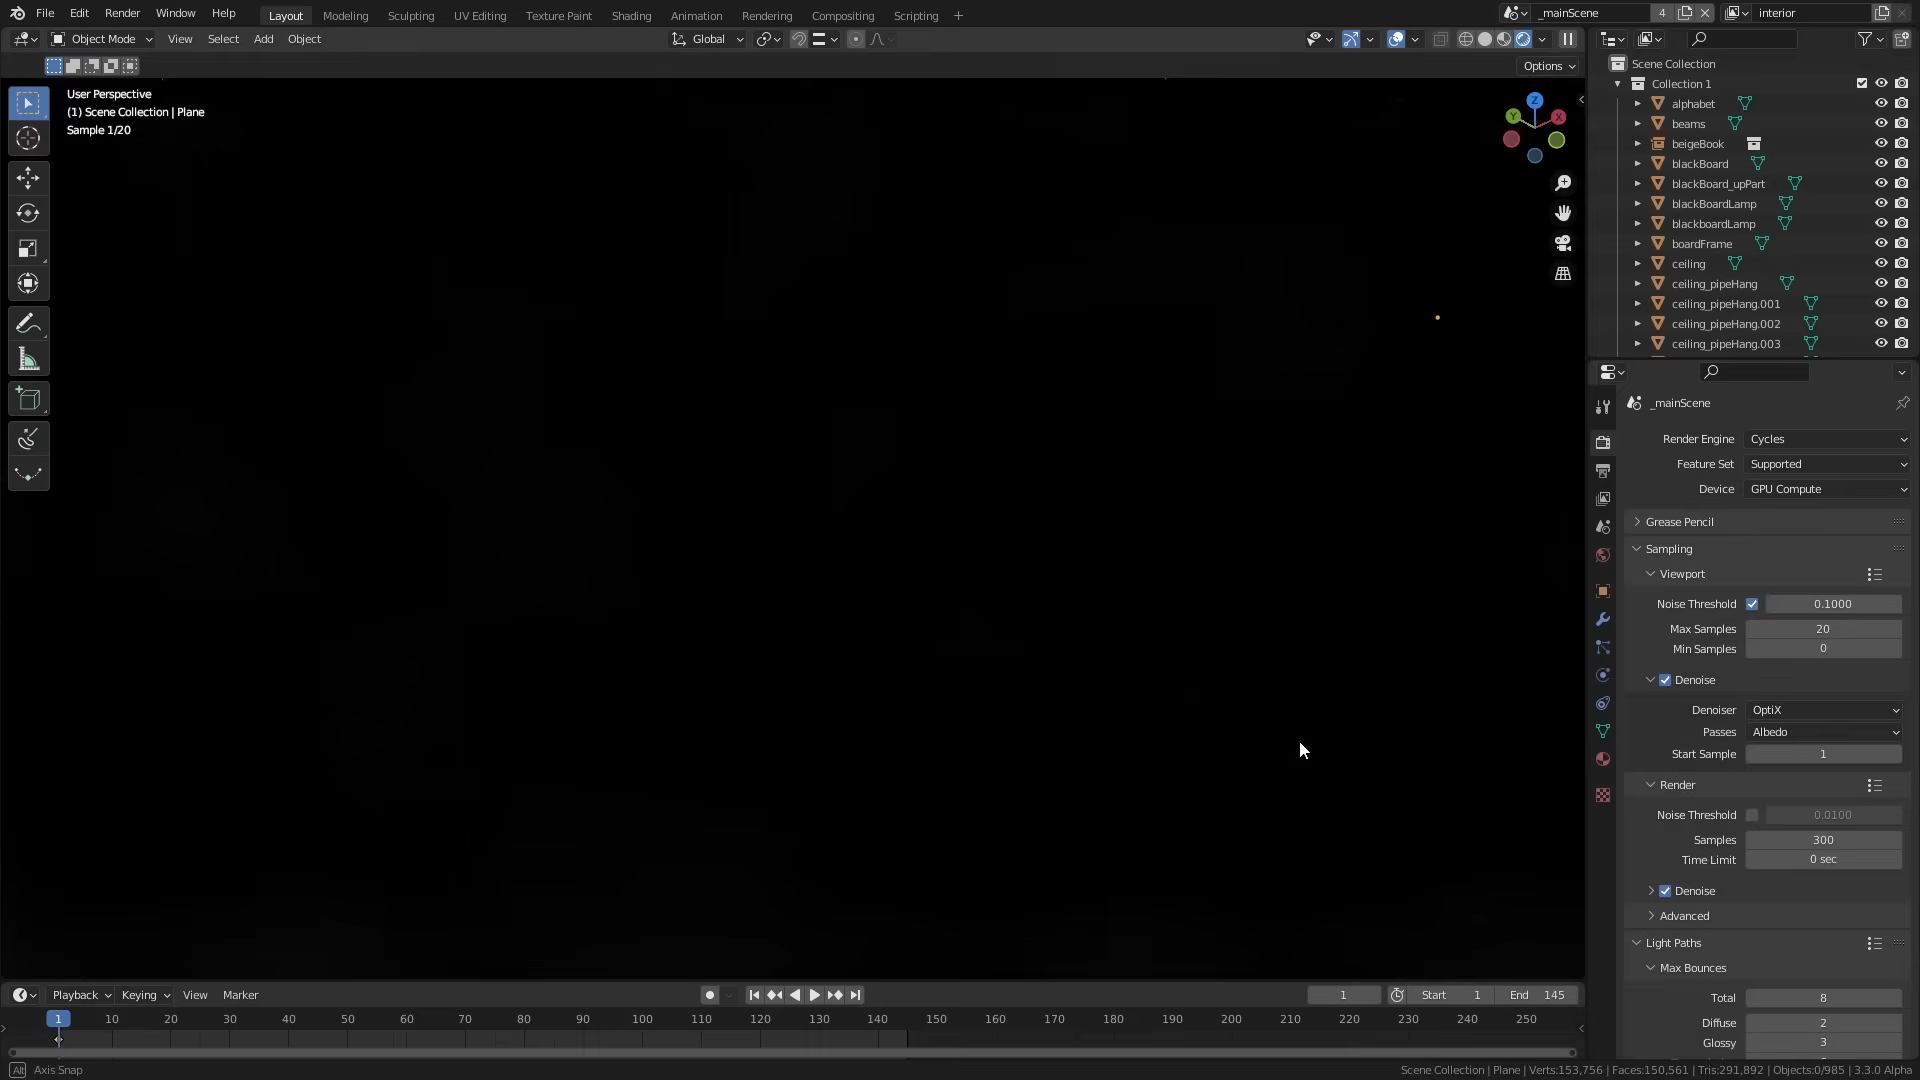 File Edit Render Window Help Layout Modeling Sculpting UV Editing Texture Paint Shading Animation Rendering Compositing Scripting + _mainScene 4 interior
Object Mode View Select Add Object Global
Options
User Perspective
(1) Scene Collection | Plane
Sample 1/20
Z
Y X
Scene Collection
Collection 1
alphabet
beams
beigeBook
blackBoard
blackBoard_upPart
blackBoardLamp
blackboardLamp
boardFrame
ceiling
ceiling_pipeHang
ceiling_pipeHang.001
ceiling_pipeHang.002
ceiling_pipeHang.003
_mainScene
Render Engine Cycles
Feature Set Supported
Device GPU Compute
Grease Pencil
Sampling
Viewport
Noise Threshold 0.1000
Max Samples 20
Min Samples 0
Denoise
Denoiser OptiX
Passes Albedo
Start Sample 1
Render
Noise Threshold 0.0100
Samples 300
Time Limit 0 sec
Denoise
Advanced
Light Paths
Max Bounces
Total 8
Diffuse 2
Glossy 3
Playback Keying View Marker 1 Start 1 End 145
1 10 20 30 40 50 60 70 80 90 100 110 120 130 140 150 160 170 180 190 200 210 220 230 240 250
Alt Axis Snap Scene Collection | Plane | Verts:153,756 | Faces:150,561 | Tris:291,892 | Objects:0/985 | 3.3.0 Alpha